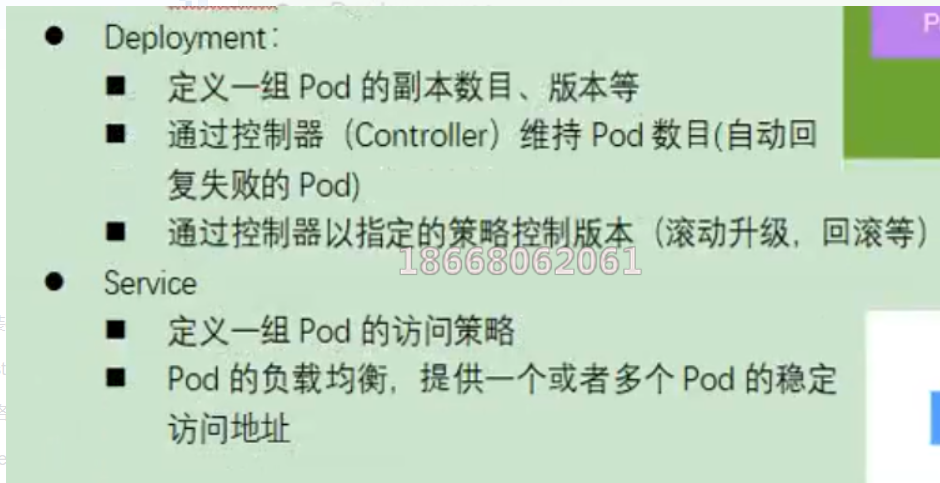 Deployment：
定义一组 Pod 的副本数目、版本等
通过控制器（Controller）维持 Pod 数目(自动回
复失败的 Pod)
通过控制器以指定的策略控制版本（滚动升级，回滚等）
18668062061
Service
定义一组 Pod 的访问策略
Pod 的负载均衡，提供一个或者多个 Pod 的稳定
访问地址